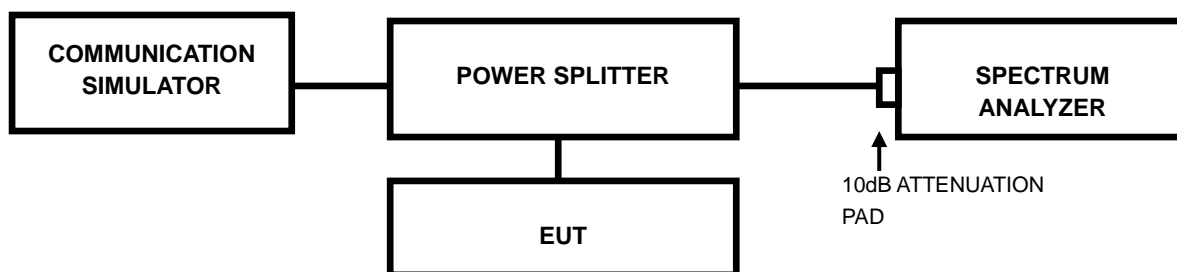 COMMUNICATION
SIMULATOR
POWER SPLITTER
SPECTRUM
ANALYZER
10dB ATTENUATION
PAD
EUT